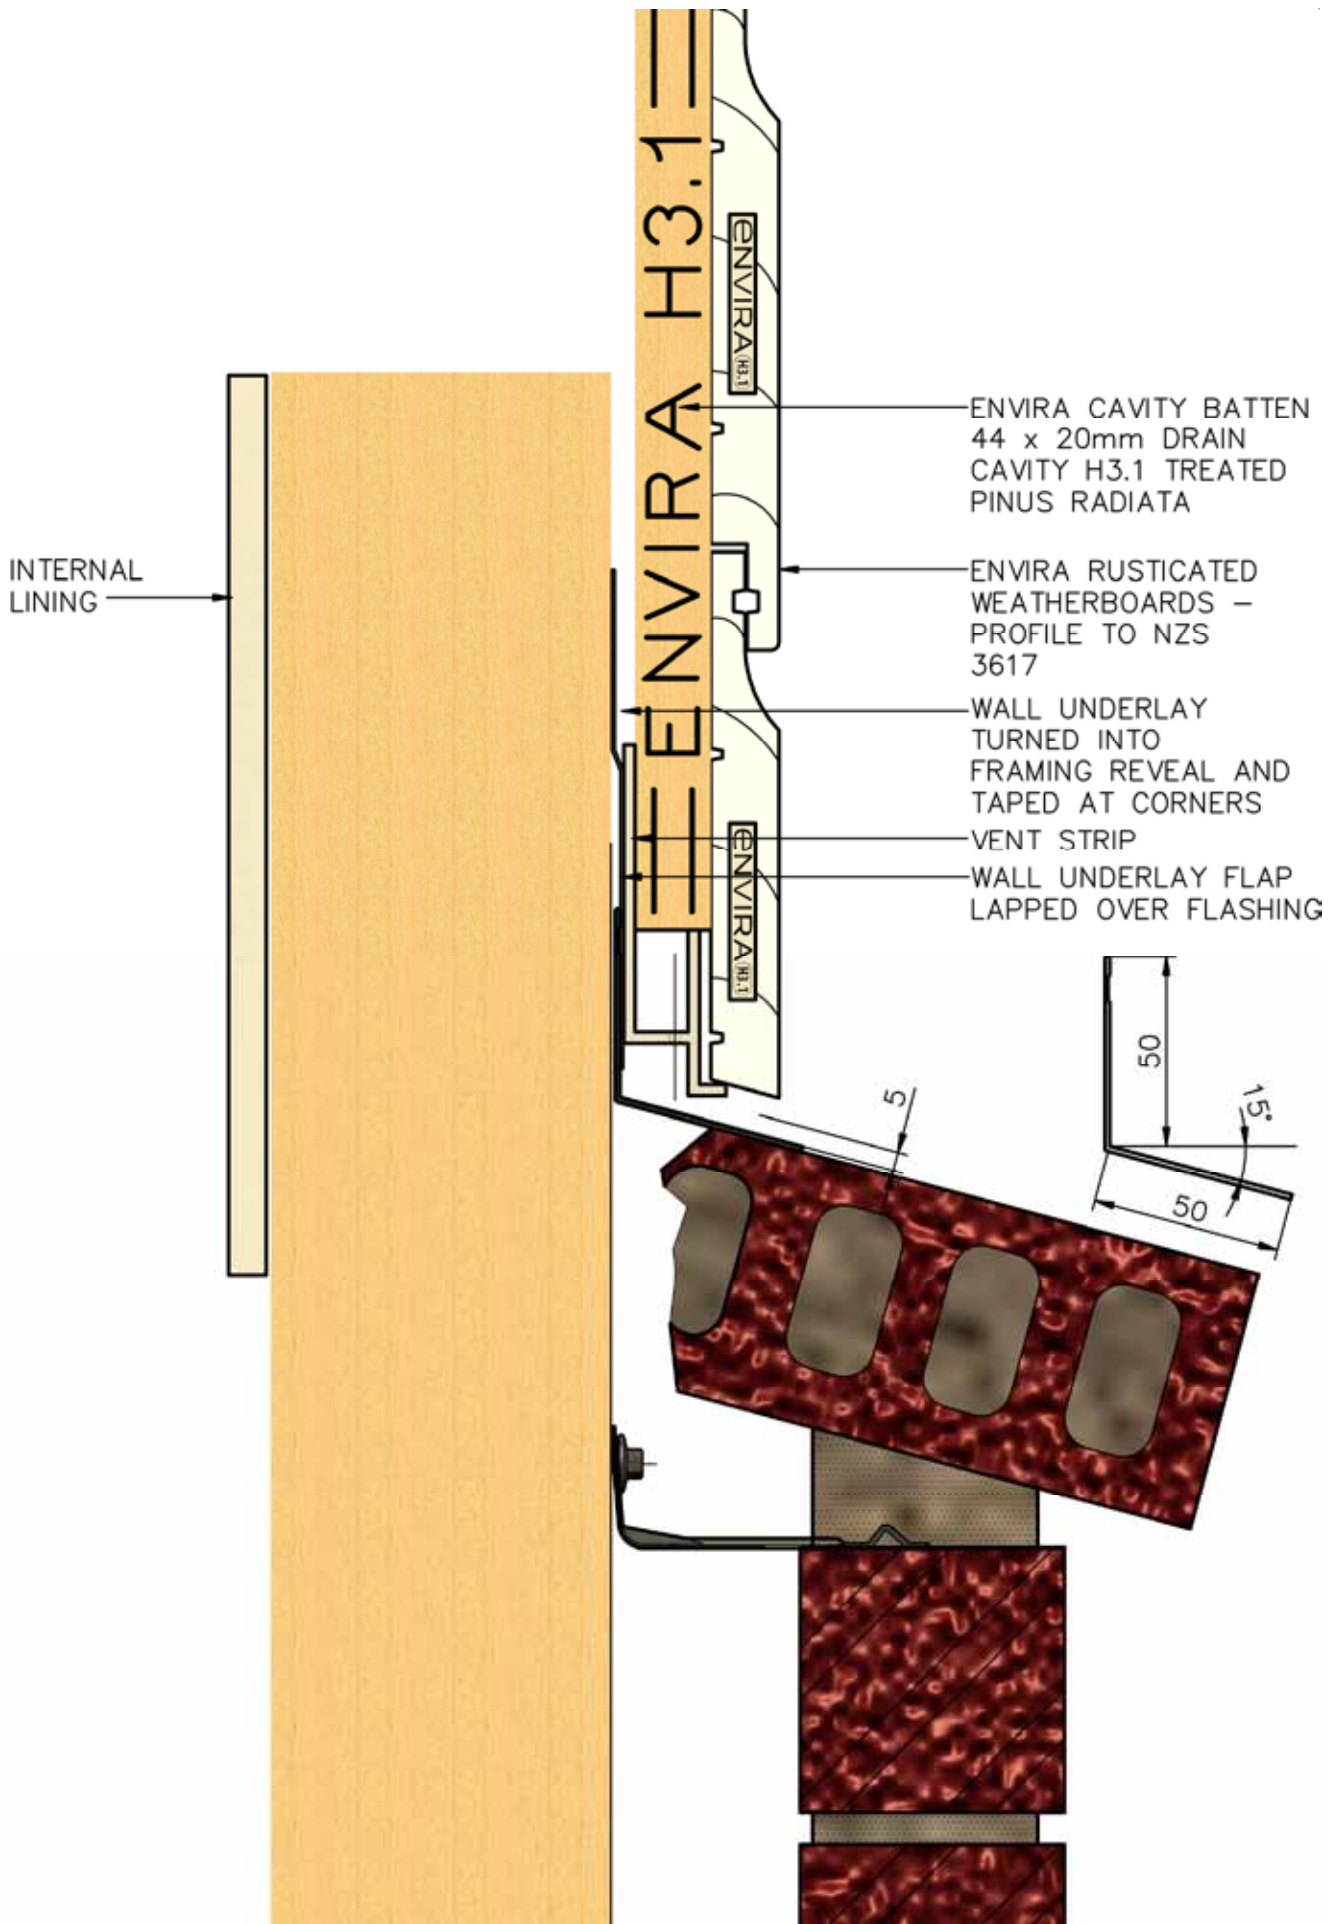 ENVIRA H3.1
eNVIRA H3.1
ENVIRA CAVITY BATTEN
44 x 20mm DRAIN
CAVITY H3.1 TREATED
PINUS RADIATA
INTERNAL
LINING
ENVIRA RUSTICATED
WEATHERBOARDS –
PROFILE TO NZS
3617
WALL UNDERLAY
TURNED INTO
FRAMING REVEAL AND
TAPED AT CORNERS
VENT STRIP
WALL UNDERLAY FLAP
LAPPED OVER FLASHING
eNVIRA H3.1
50
5
15°
50